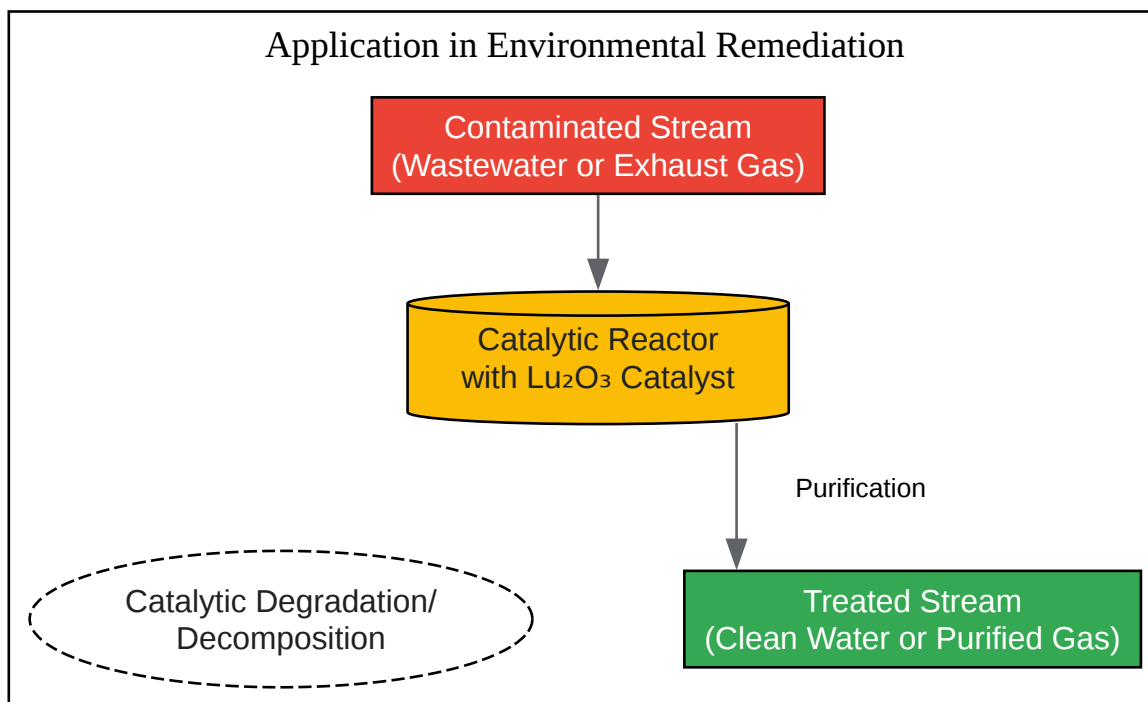 Application in Environmental Remediation
Contaminated Stream
(Wastewater or Exhaust Gas)
Catalytic Reactor
with Lu₂O₃ Catalyst
Purification
Catalytic Degradation/
Decomposition
Treated Stream
(Clean Water or Purified Gas)